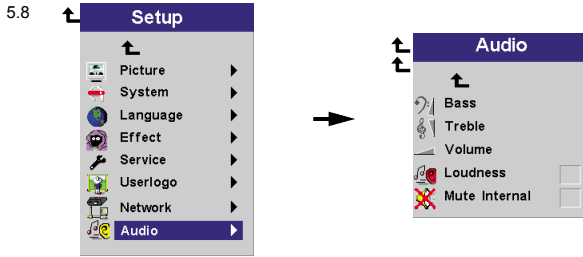 5.8
Setup
Picture
System
Language
Effect
Service
Userlogo
Network
Audio
Audio
Bass
Treble
Volume
Loudness
Mute Internal